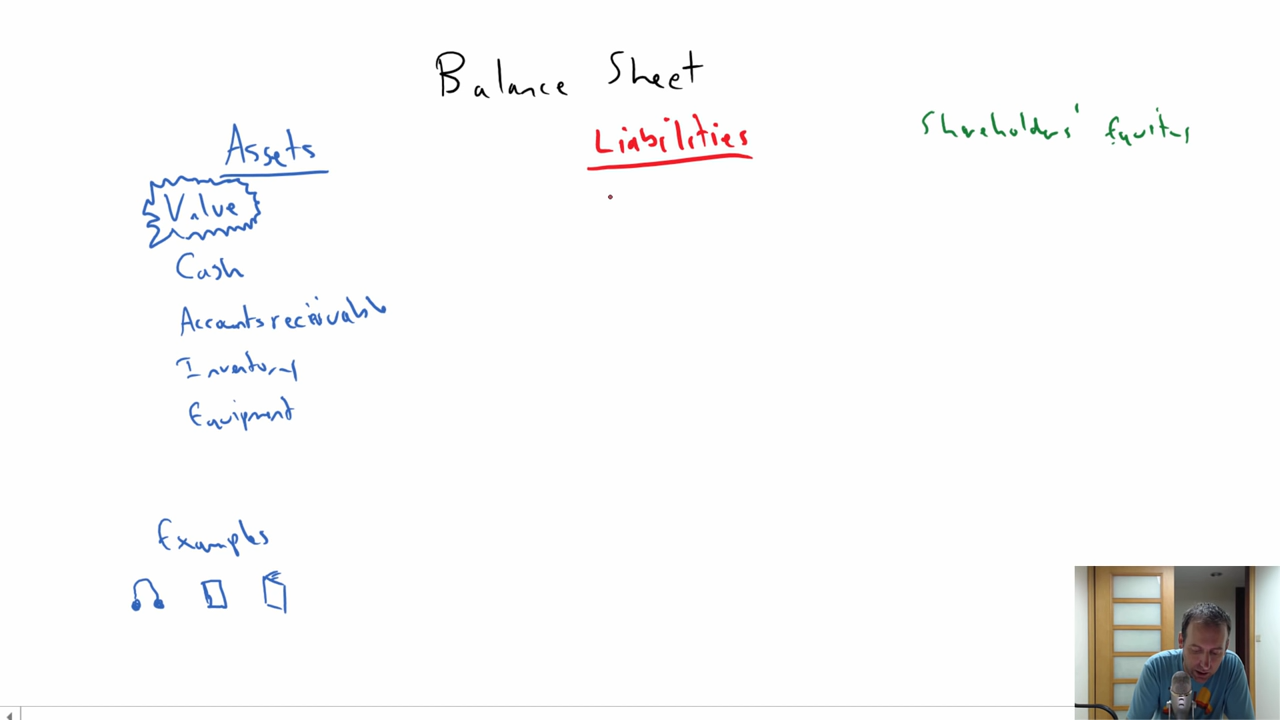 Balance Sheet
Assets
Liabilities
Shareholders' Equity
Value
Cash
Accounts receivable
Inventory
Equipment
Examples